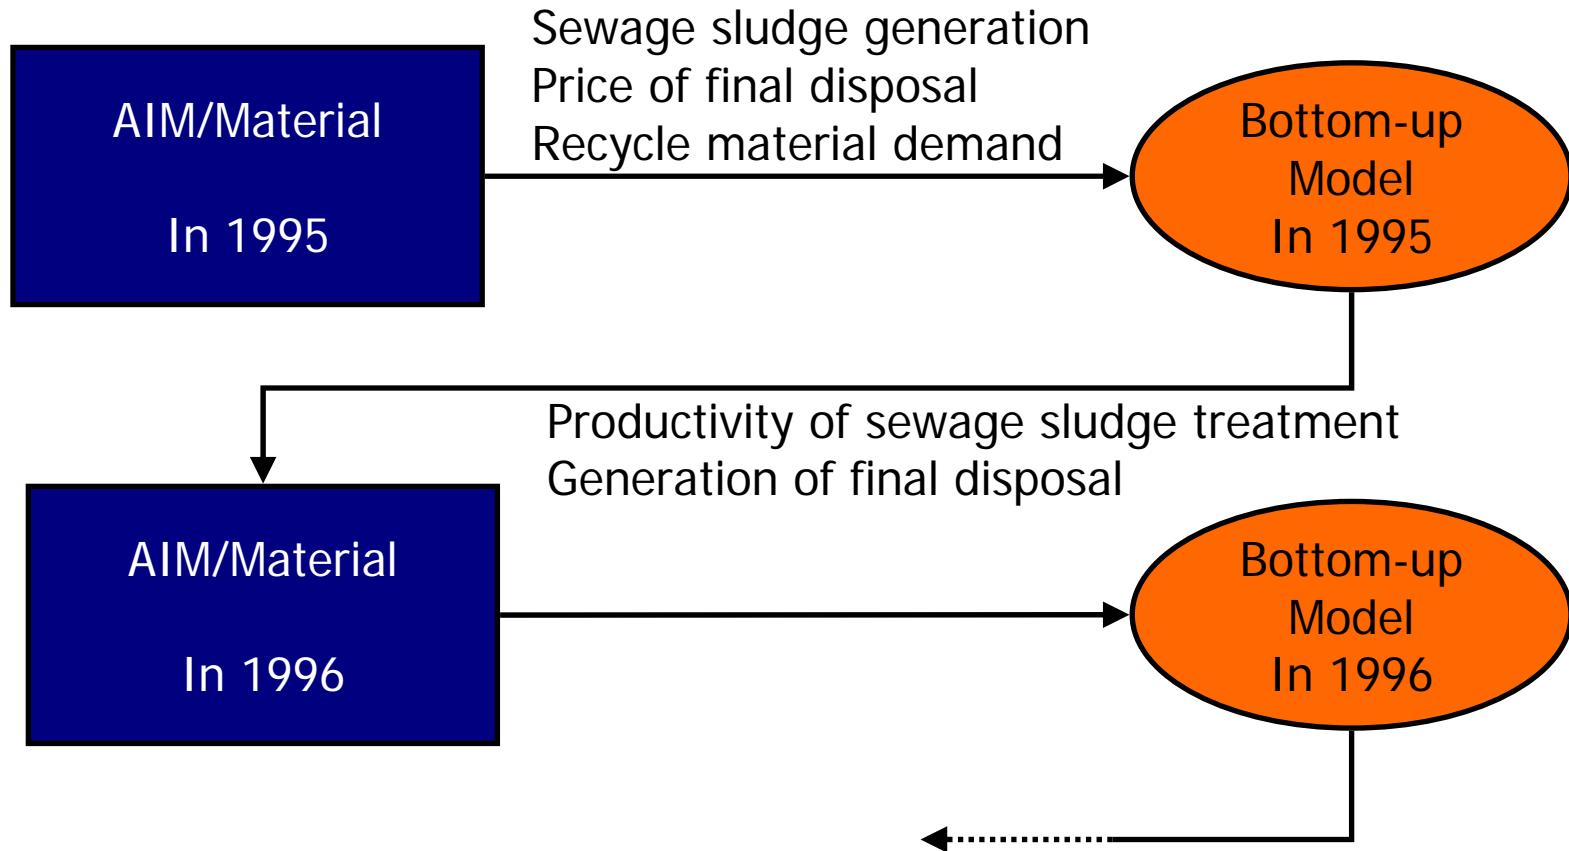 AIM/Material
In 1995
Sewage sludge generation
Price of final disposal
Recycle material demand
Bottom-up
Model
In 1995
Productivity of sewage sludge treatment
Generation of final disposal
AIM/Material
In 1996
Bottom-up
Model
In 1996